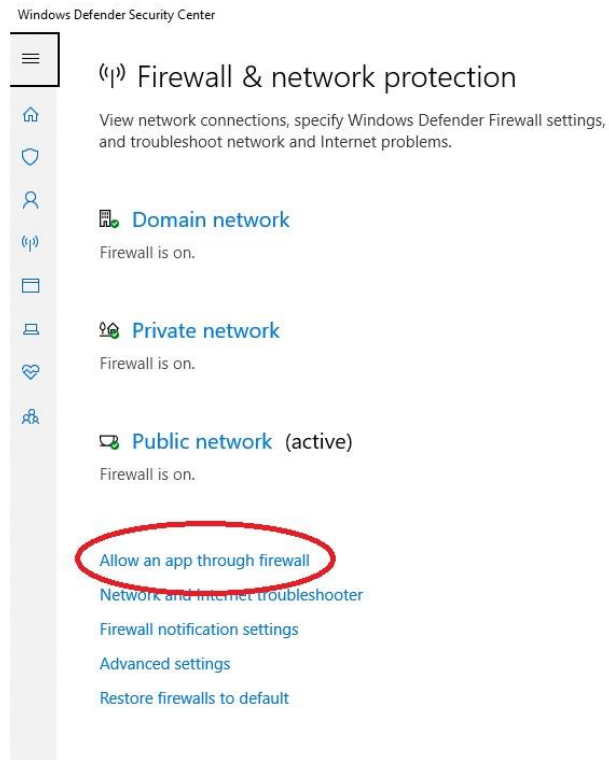 Windows Defender Security Center
Firewall & network protection
View network connections, specify Windows Defender Firewall settings,
and troubleshoot network and Internet problems.
Domain network
Firewall is on.
Private network
Firewall is on.
Public network (active)
Firewall is on.
Allow an app through firewall
Network and Internet troubleshooter
Firewall notification settings
Advanced settings
Restore firewalls to default